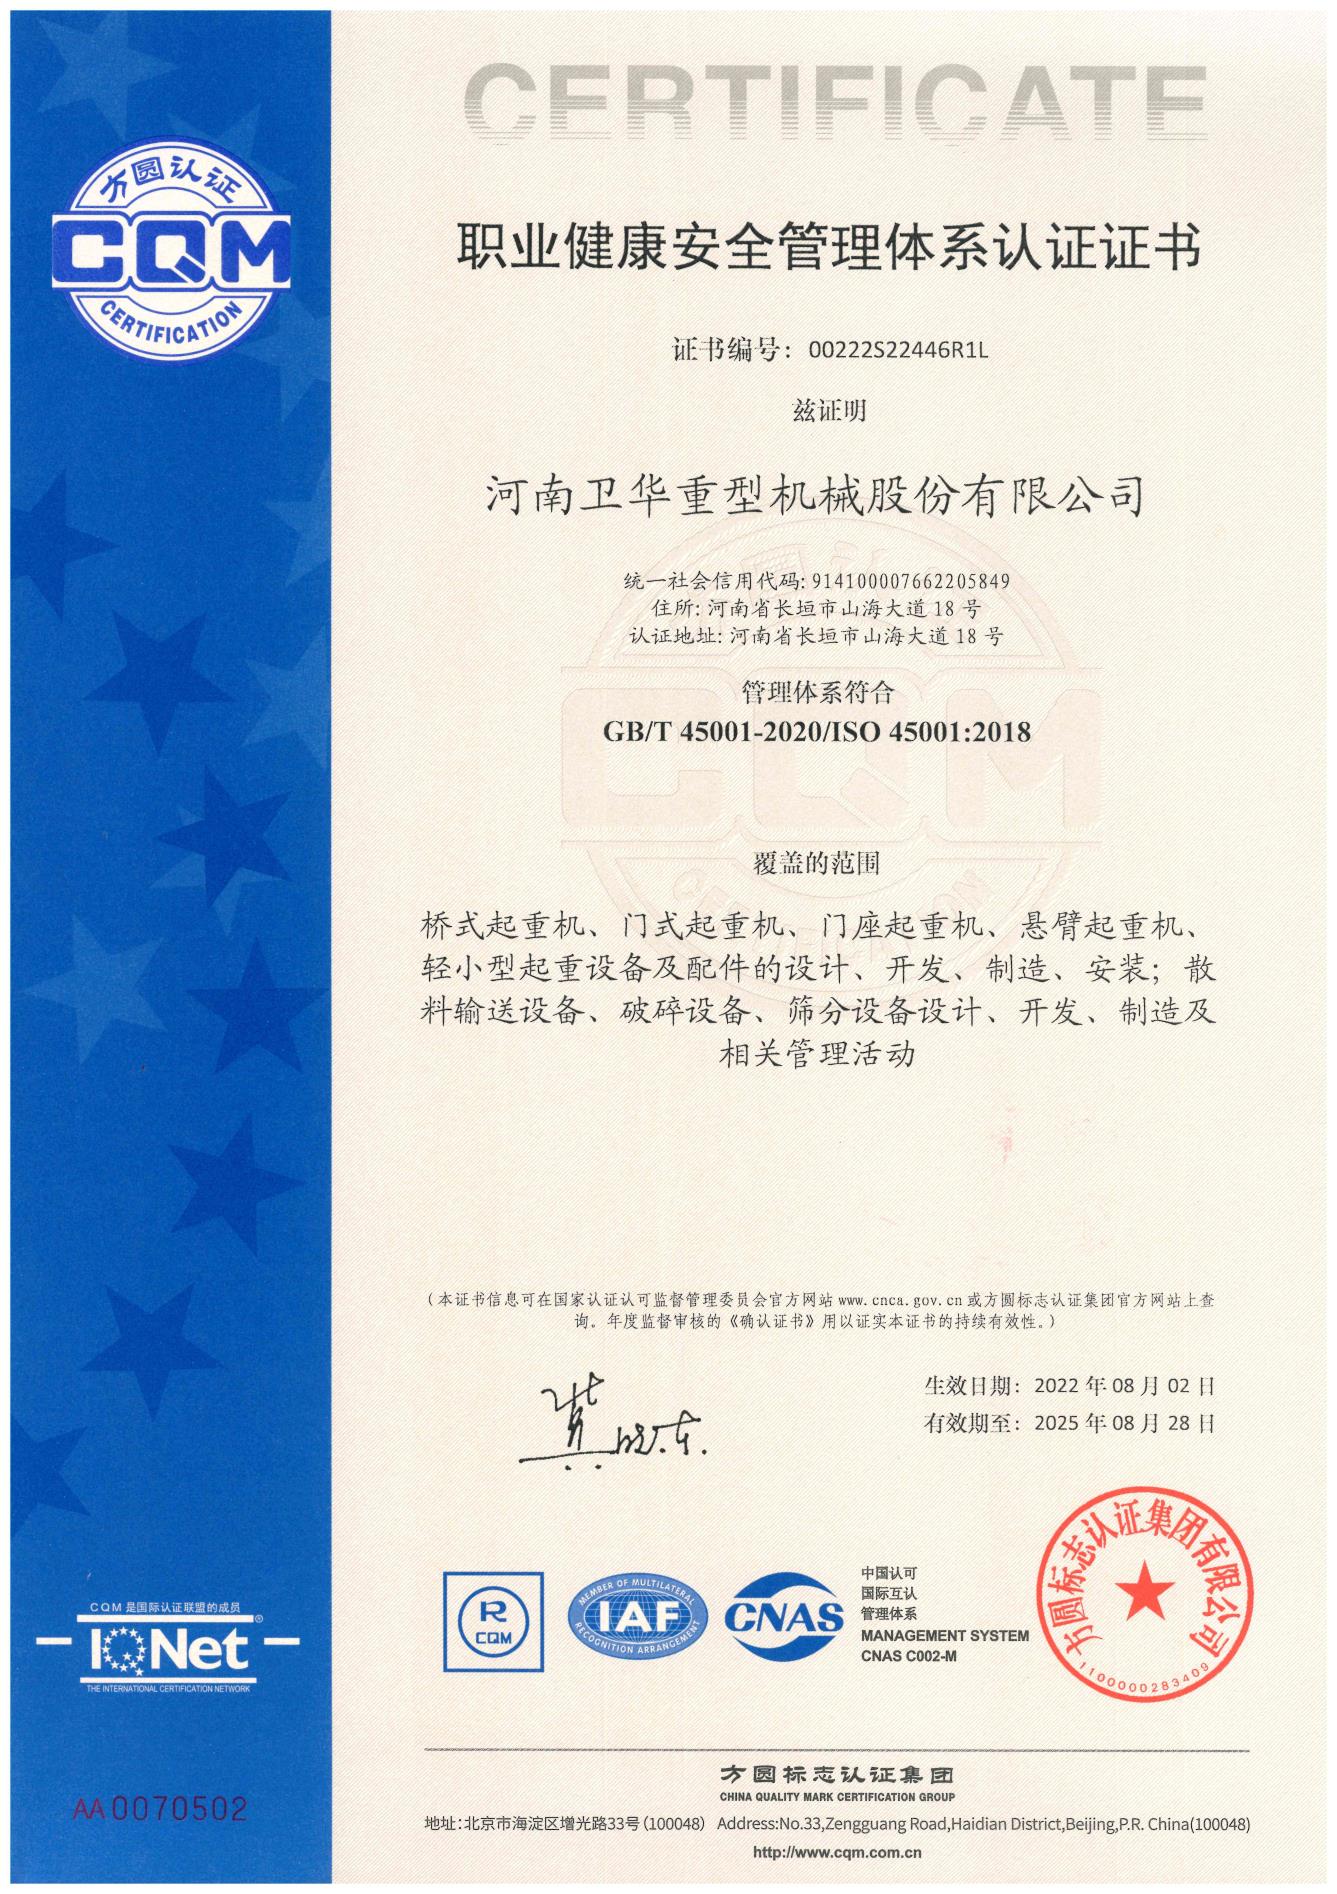 CERTIFICATE
方圆认证
CQM
CERTIFICATION
职业健康安全管理体系认证证书
证书编号：00222S22446R1L
兹证明
河南卫华重型机械股份有限公司
统一社会信用代码:914100007662205849
住所:河南省长垣市山海大道18号
认证地址:河南省长垣市山海大道18号
管理体系符合
GB/T 45001-2020/ISO 45001:2018
覆盖的范围
桥式起重机、门式起重机、门座起重机、悬臂起重机、
轻小型起重设备及配件的设计、开发、制造、安装；散
料输送设备、破碎设备、筛分设备设计、开发、制造及
相关管理活动
（本证书信息可在国家认证认可监督管理委员会官方网站www.cnca.gov.cn或方圆标志认证集团官方网站上查
询。年度监督审核的《确认证书》用以证实本证书的持续有效性。）
生效日期：2022年08月02日
有效期至：2025年08月28日
CQM是国际认证联盟的成员
IQNet®
THE INTERNATIONAL CERTIFICATION NETWORK
AA0070502
R
CQM
MEMBER OF MULTILATERAL
IAF
RECOGNITION ARRANGEMENT
CNAS
中国认可
国际互认
管理体系
MANAGEMENT SYSTEM
CNAS C002-M
方圆标志认证集团有限公司
1100000283409
方圆标志认证集团
CHINA QUALITY MARK CERTIFICATION GROUP
地址:北京市海淀区增光路33号(100048) Address:No.33,Zengguang Road,Haidian District,Beijing,P.R. China(100048)
http://www.cqm.com.cn